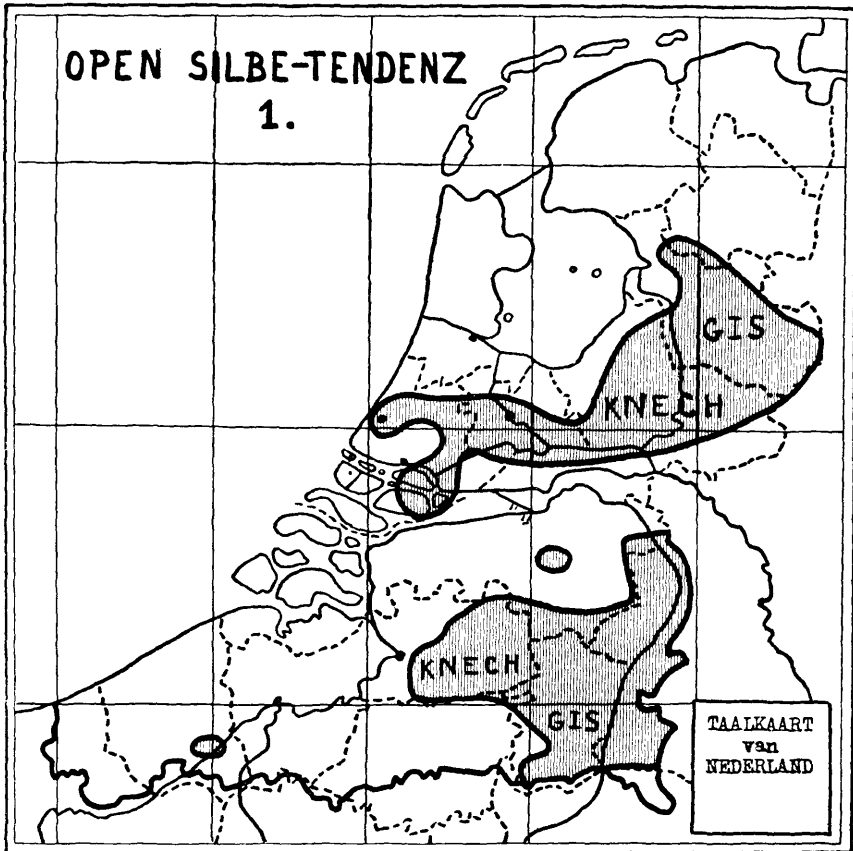 OPEN SILBE-TENDENZ
1.
GIS
KNECH
KNECH
GIS
TAALKAART
van
NEDERLAND